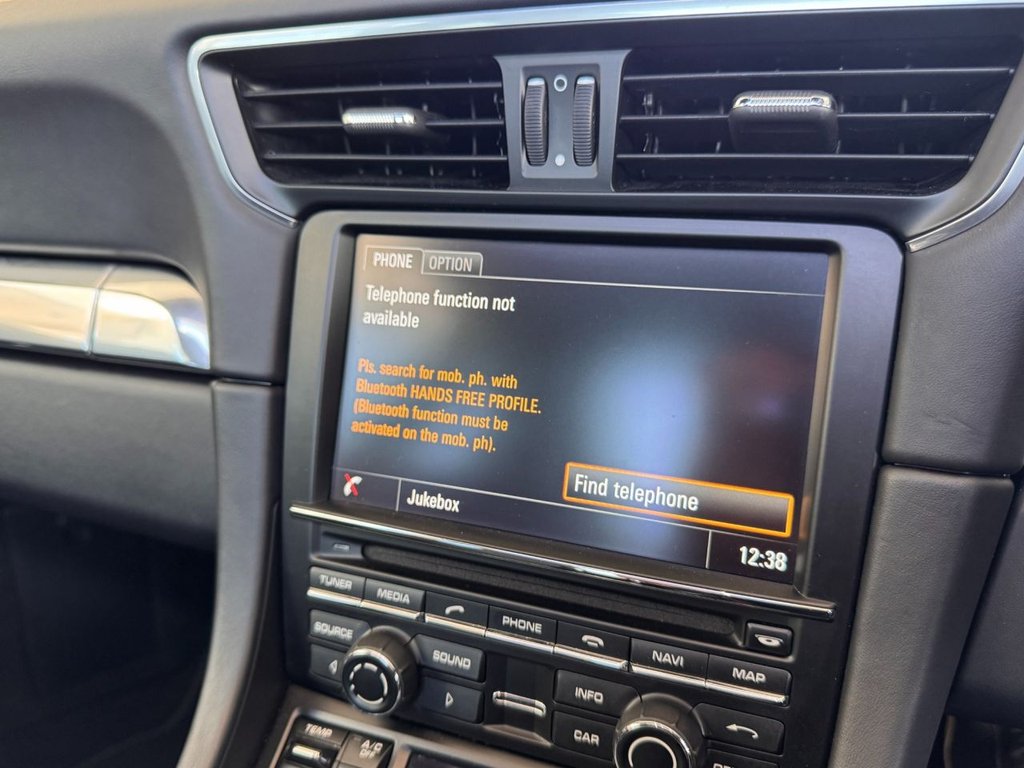 PHONE OPTION
Telephone function not
available
Pls. search for mob. ph. with
Bluetooth HANDS FREE PROFILE.
(Bluetooth function must be
activated on the mob. ph).
Find telephone
Jukebox
12:38
TUNER MEDIA PHONE NAVI MAP
SOURCE SOUND INFO
CAR
TEMP A/C
OFF